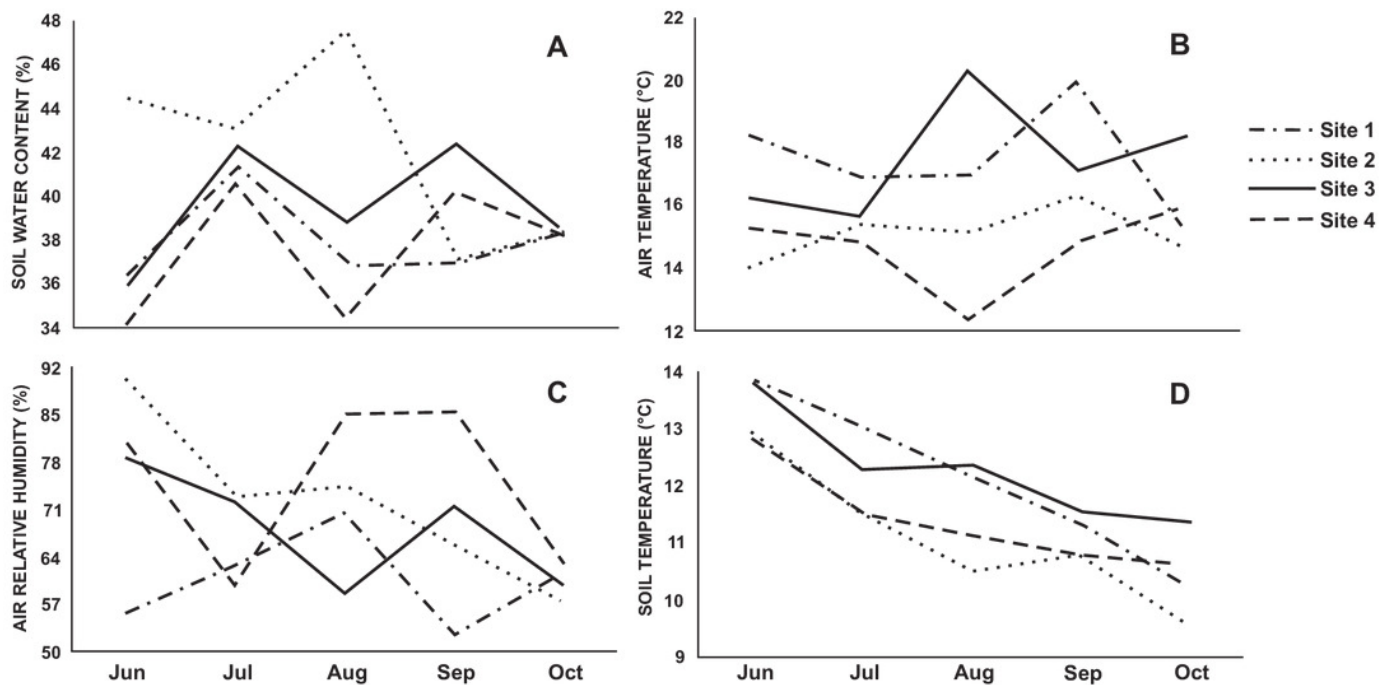 A
SOIL WATER CONTENT (%)
48
46
44
42
40
38
36
34
B
AIR TEMPERATURE (°C)
22
20
18
16
14
12
Site 1
Site 2
Site 3
Site 4
C
AIR RELATIVE HUMIDITY (%)
92
85
78
71
64
57
50
Jun Jul Aug Sep Oct
D
SOIL TEMPERATURE (°C)
14
13
12
11
10
9
Jun Jul Aug Sep Oct